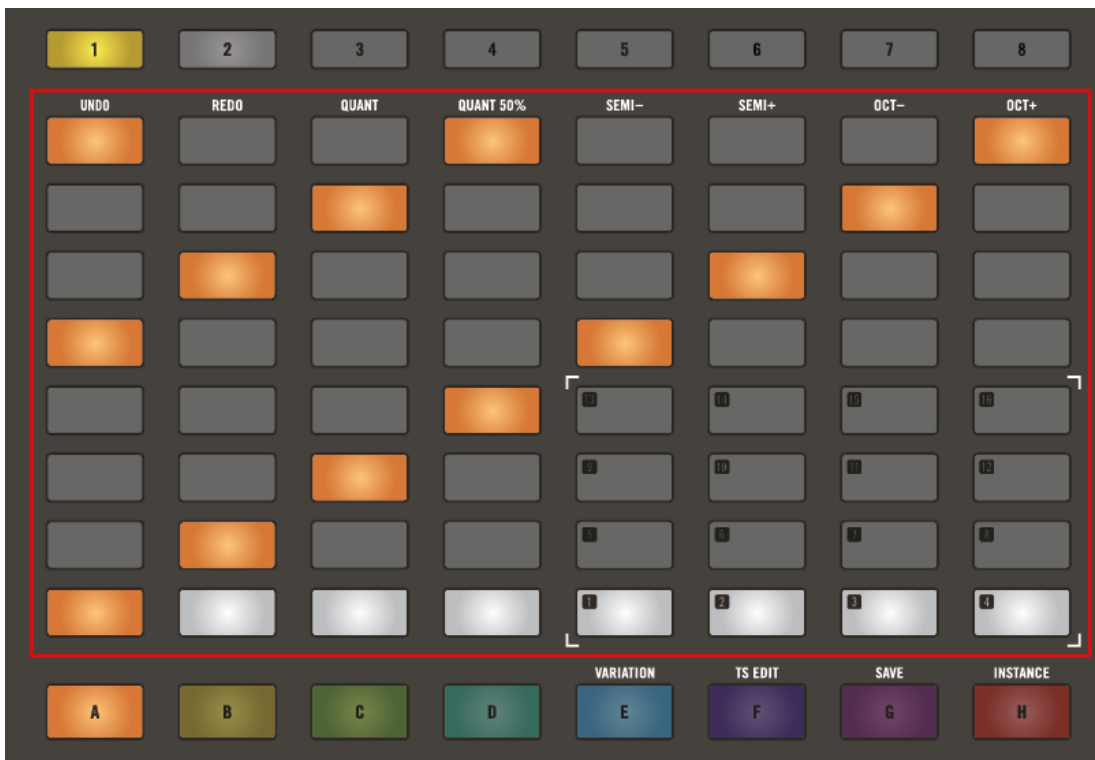 1 2 3 4 5 6 7 8
UNDO REDO QUANT QUANT 50% SEMI– SEMI+ OCT– OCT+
13 14 15 16
9 10 11 12
5 6 7 8
1 2 3 4
VARIATION TS EDIT SAVE INSTANCE
A B C D E F G H